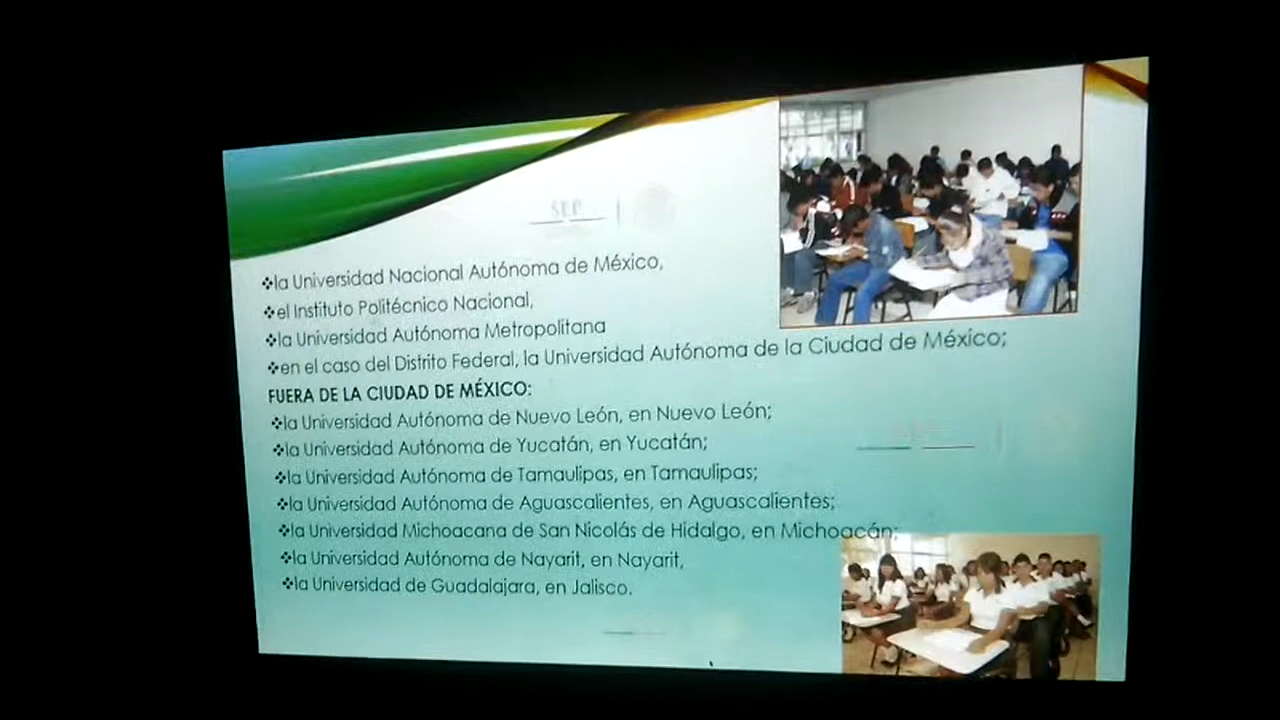 SEP
❖la Universidad Nacional Autónoma de México,
❖el Instituto Politécnico Nacional,
❖la Universidad Autónoma Metropolitana
❖en el caso del Distrito Federal, la Universidad Autónoma de la Ciudad de México;
FUERA DE LA CIUDAD DE MÉXICO:
❖la Universidad Autónoma de Nuevo León, en Nuevo León;
❖la Universidad Autónoma de Yucatán, en Yucatán;
❖la Universidad Autónoma de Tamaulipas, en Tamaulipas;
❖la Universidad Autónoma de Aguascalientes, en Aguascalientes;
❖la Universidad Michoacana de San Nicolás de Hidalgo, en Michoacán;
❖la Universidad Autónoma de Nayarit, en Nayarit,
❖la Universidad de Guadalajara, en Jalisco.